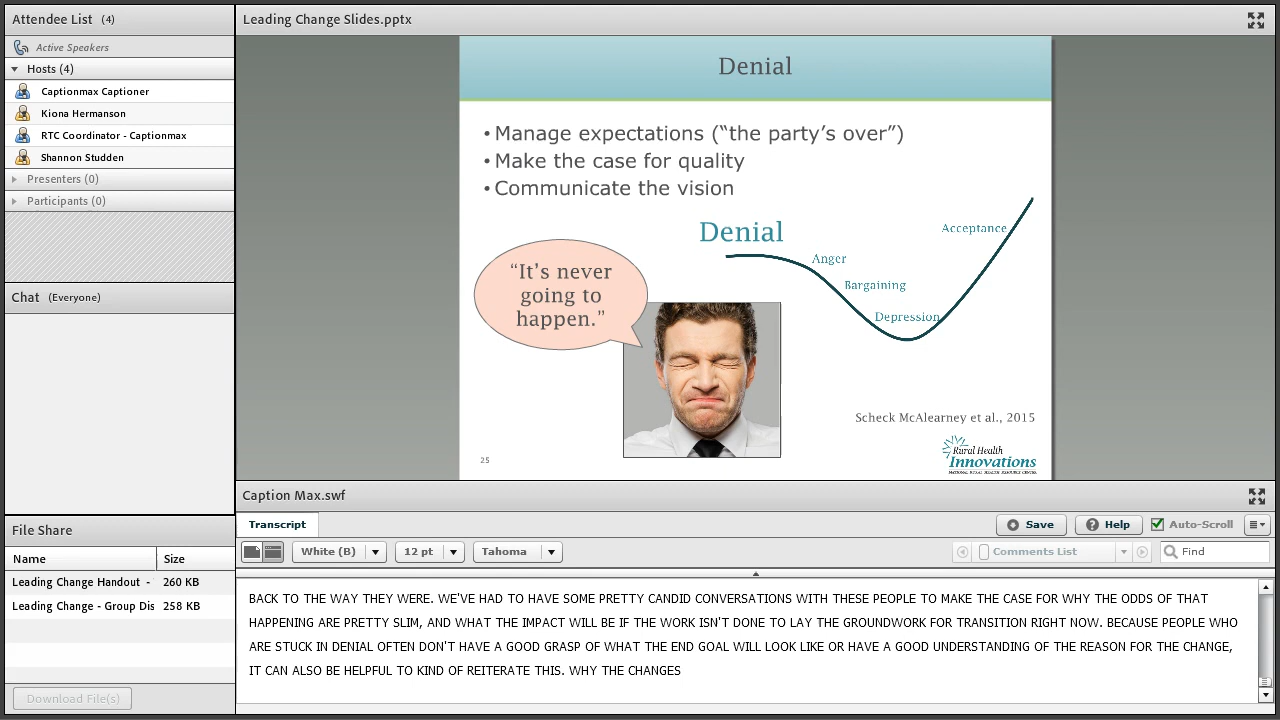 Attendee List (4)
Active Speakers
Hosts (4)
Captionmax Captioner
Kiona Hermanson
RTC Coordinator - Captionmax
Shannon Studden
Presenters (0)
Participants (0)
Chat (Everyone)
File Share
Name Size
Leading Change Handout - 260 KB
Leading Change - Group Dis 258 KB
Download File(s)
Leading Change Slides.pptx
Denial
• Manage expectations (“the party’s over”)
• Make the case for quality
• Communicate the vision
Denial
Anger
Bargaining
Depression
Acceptance
“It’s never
going to
happen.”
Scheck McAlearney et al., 2015
25
Rural Health
Innovations
NATIONAL RURAL HEALTH RESOURCE CENTER
Caption Max.swf
Transcript Save Help Auto-Scroll
White (B) 12 pt Tahoma Comments List Find
BACK TO THE WAY THEY WERE. WE'VE HAD TO HAVE SOME PRETTY CANDID CONVERSATIONS WITH THESE PEOPLE TO MAKE THE CASE FOR WHY THE ODDS OF THAT
HAPPENING ARE PRETTY SLIM, AND WHAT THE IMPACT WILL BE IF THE WORK ISN'T DONE TO LAY THE GROUNDWORK FOR TRANSITION RIGHT NOW. BECAUSE PEOPLE WHO
ARE STUCK IN DENIAL OFTEN DON'T HAVE A GOOD GRASP OF WHAT THE END GOAL WILL LOOK LIKE OR HAVE A GOOD UNDERSTANDING OF THE REASON FOR THE CHANGE,
IT CAN ALSO BE HELPFUL TO KIND OF REITERATE THIS. WHY THE CHANGES